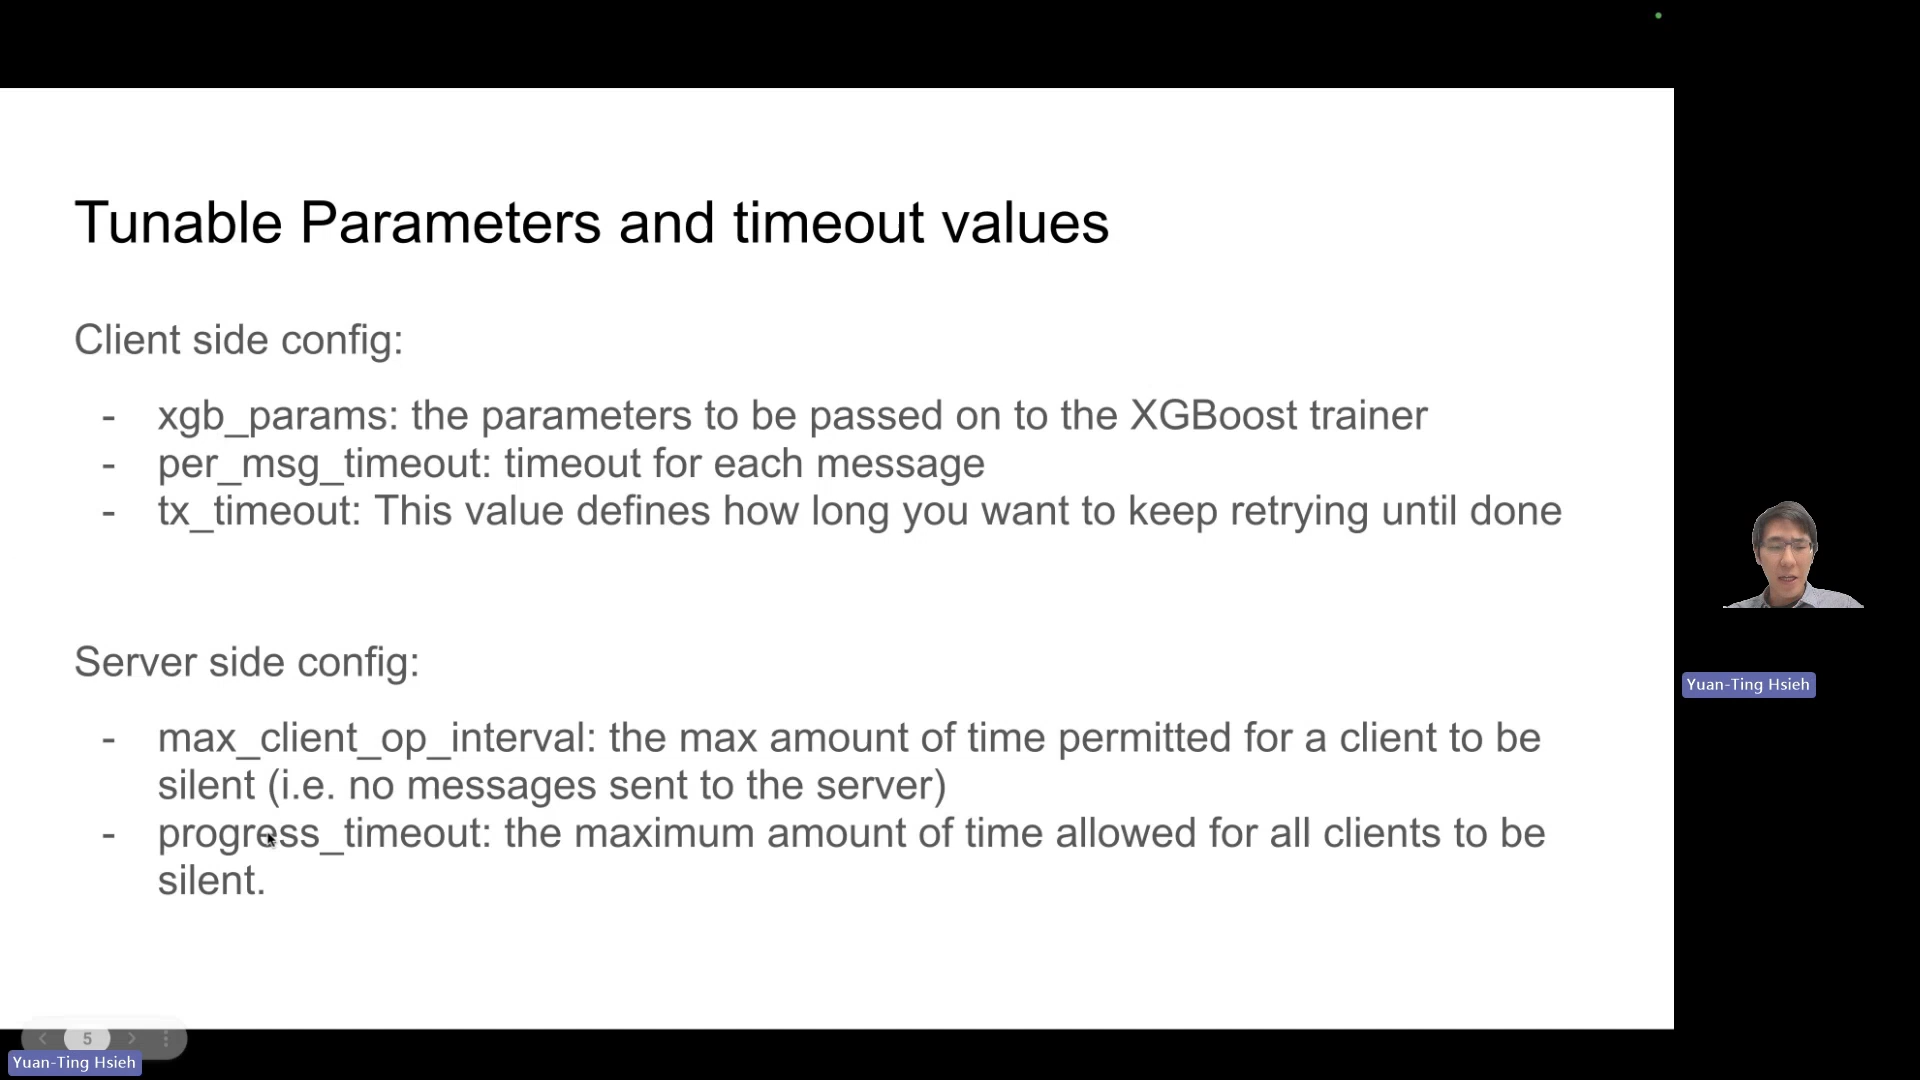 Tunable Parameters and timeout values
Client side config:
- xgb_params: the parameters to be passed on to the XGBoost trainer
- per_msg_timeout: timeout for each message
- tx_timeout: This value defines how long you want to keep retrying until done
Server side config:
- max_client_op_interval: the max amount of time permitted for a client to be
silent (i.e. no messages sent to the server)
- progress_timeout: the maximum amount of time allowed for all clients to be
silent.
Yuan-Ting Hsieh
5
Yuan-Ting Hsieh